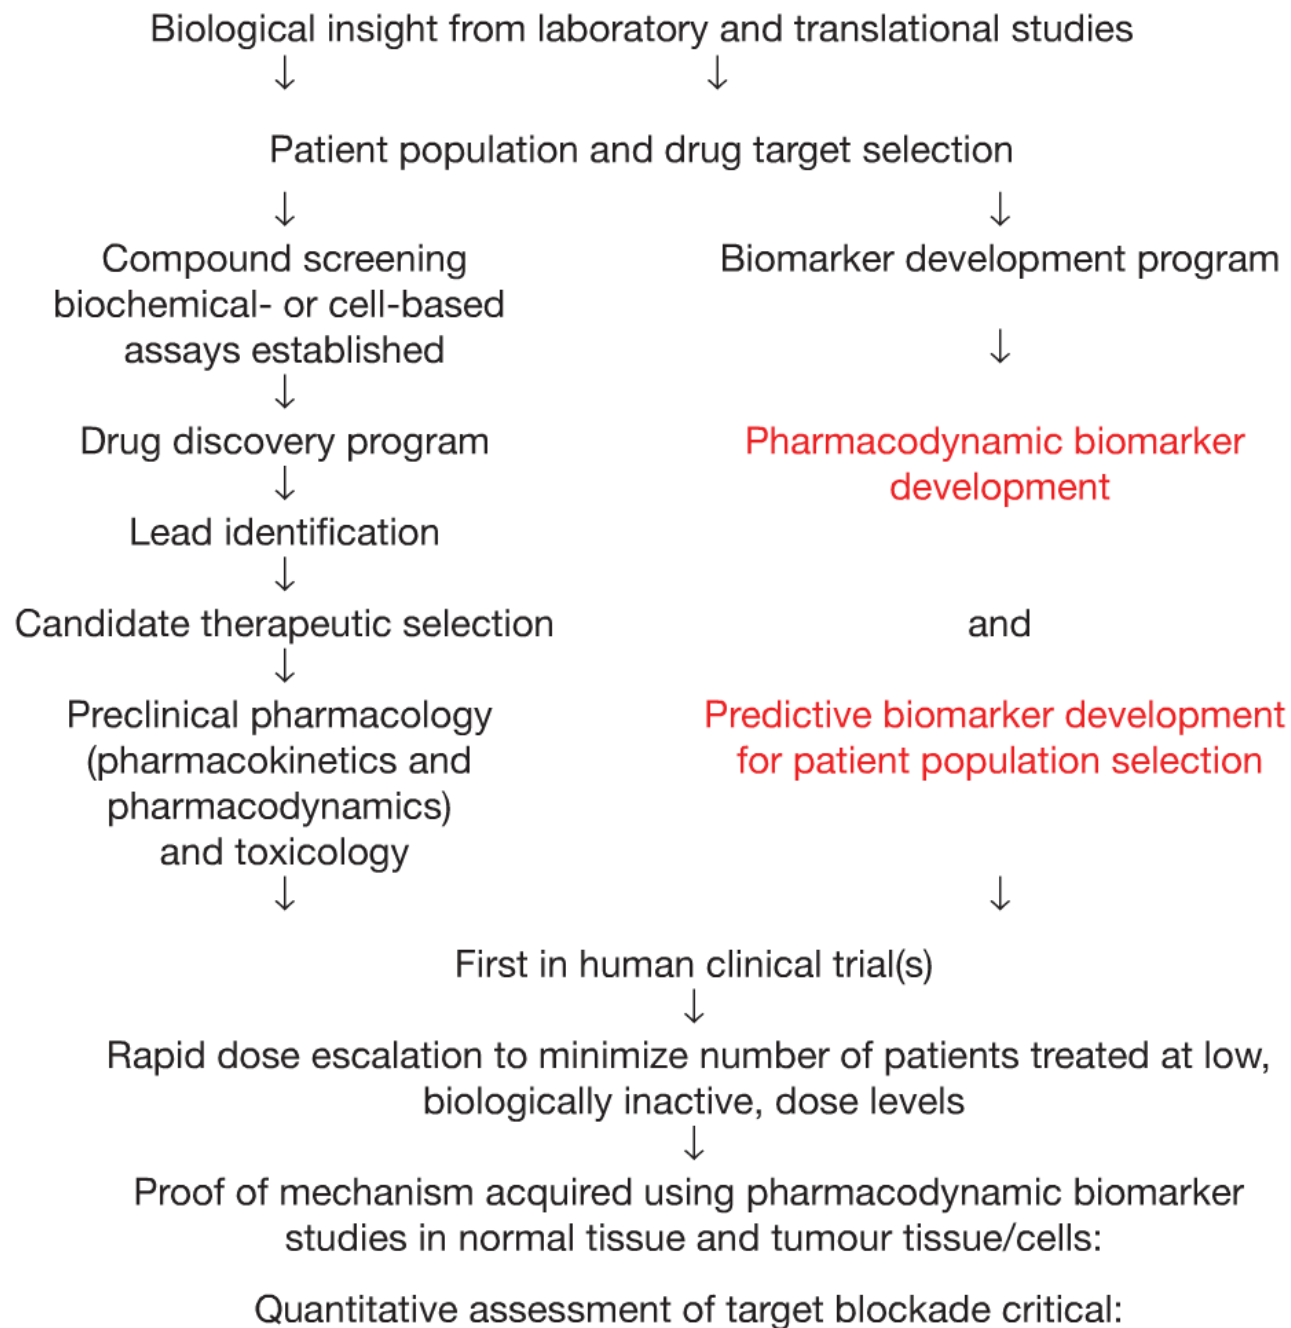 Biological insight from laboratory and translational studies
↓ ↓
Patient population and drug target selection
↓ ↓
Compound screening
biochemical- or cell-based
assays established
↓
Drug discovery program
↓
Lead identification
↓
Candidate therapeutic selection
↓
Preclinical pharmacology
(pharmacokinetics and
pharmacodynamics)
and toxicology
↓
Biomarker development program
↓
Pharmacodynamic biomarker
development
and
Predictive biomarker development
for patient population selection
↓
First in human clinical trial(s)
↓
Rapid dose escalation to minimize number of patients treated at low,
biologically inactive, dose levels
↓
Proof of mechanism acquired using pharmacodynamic biomarker
studies in normal tissue and tumour tissue/cells:
Quantitative assessment of target blockade critical: